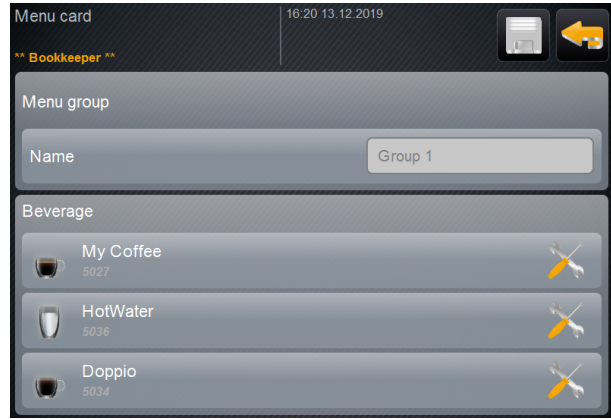 Menu card
16:20 13.12.2019
** Bookkeeper **
Menu group
Name
Group 1
Beverage
My Coffee
5027
HotWater
5036
Doppio
5034